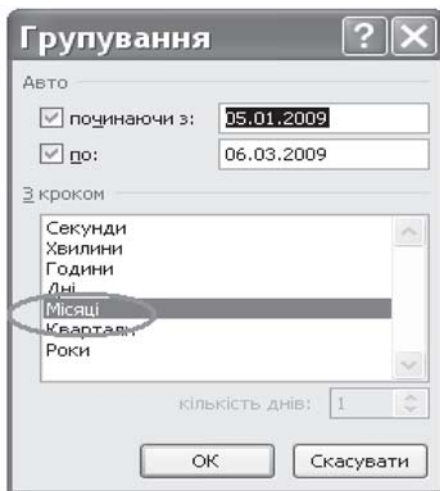 Групування
Авто
починаючи з: 05.01.2009
по: 06.03.2009
З кроком
Секунди
Хвилини
Години
Дні
Місяці
Квартали
Роки
кількість днів: 1
ОК Скасувати